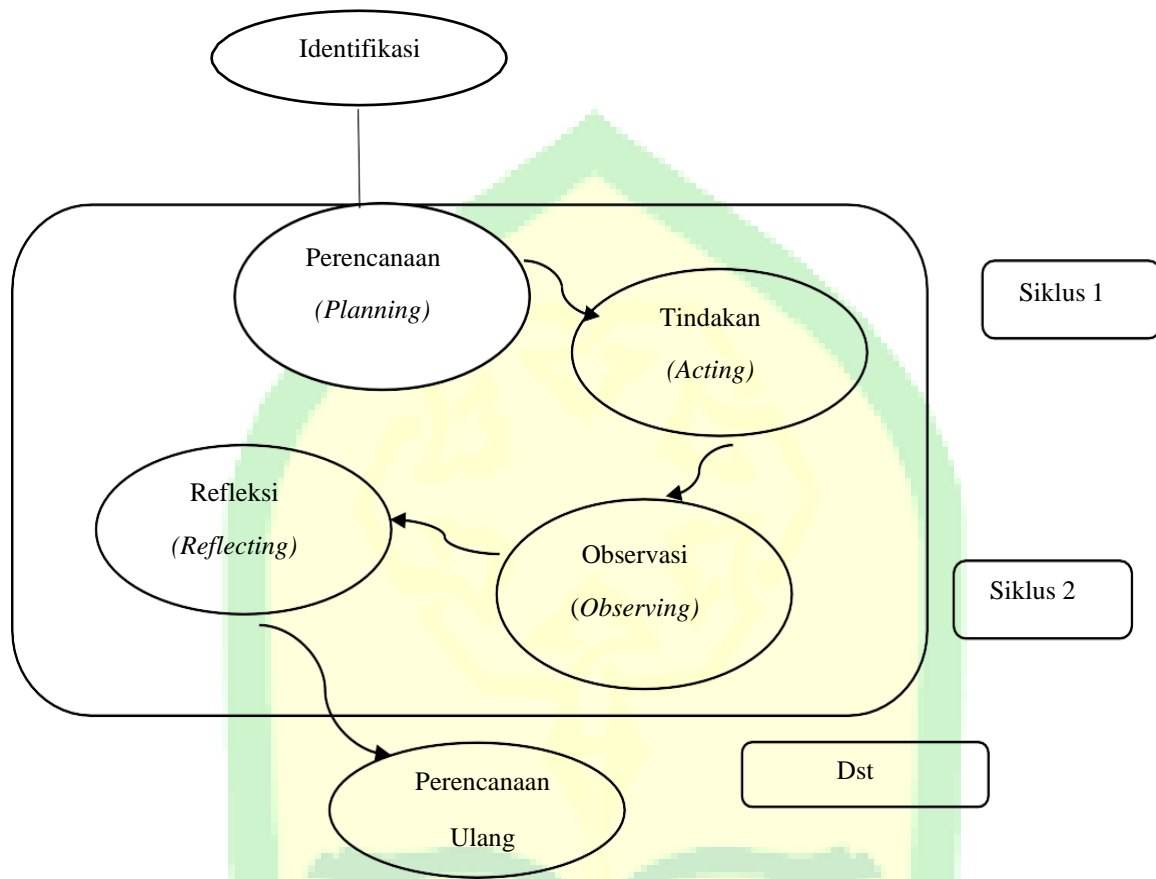 Identifikasi
Perencanaan
(Planning)
Siklus 1
Tindakan
(Acting)
Refleksi
(Reflecting)
Observasi
(Observing)
Siklus 2
Dst
Perencanaan
Ulang